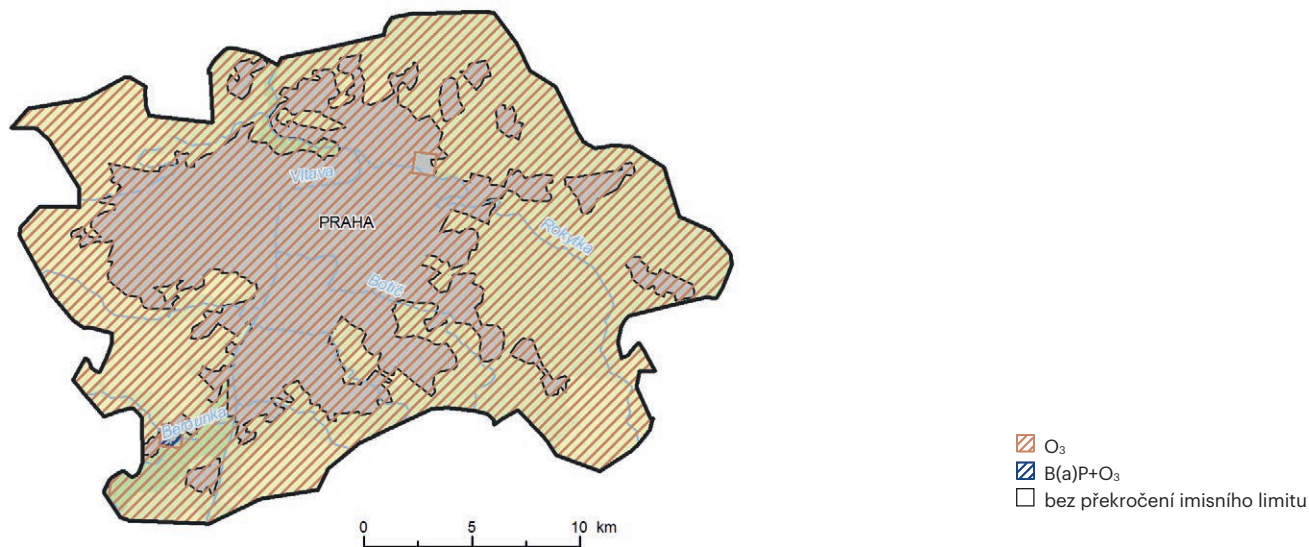 Vltava
PRAHA
Rokytka
Botič
Berounka
0 5 10 km
O₃
B(a)P+O₃
bez překročení imisního limitu